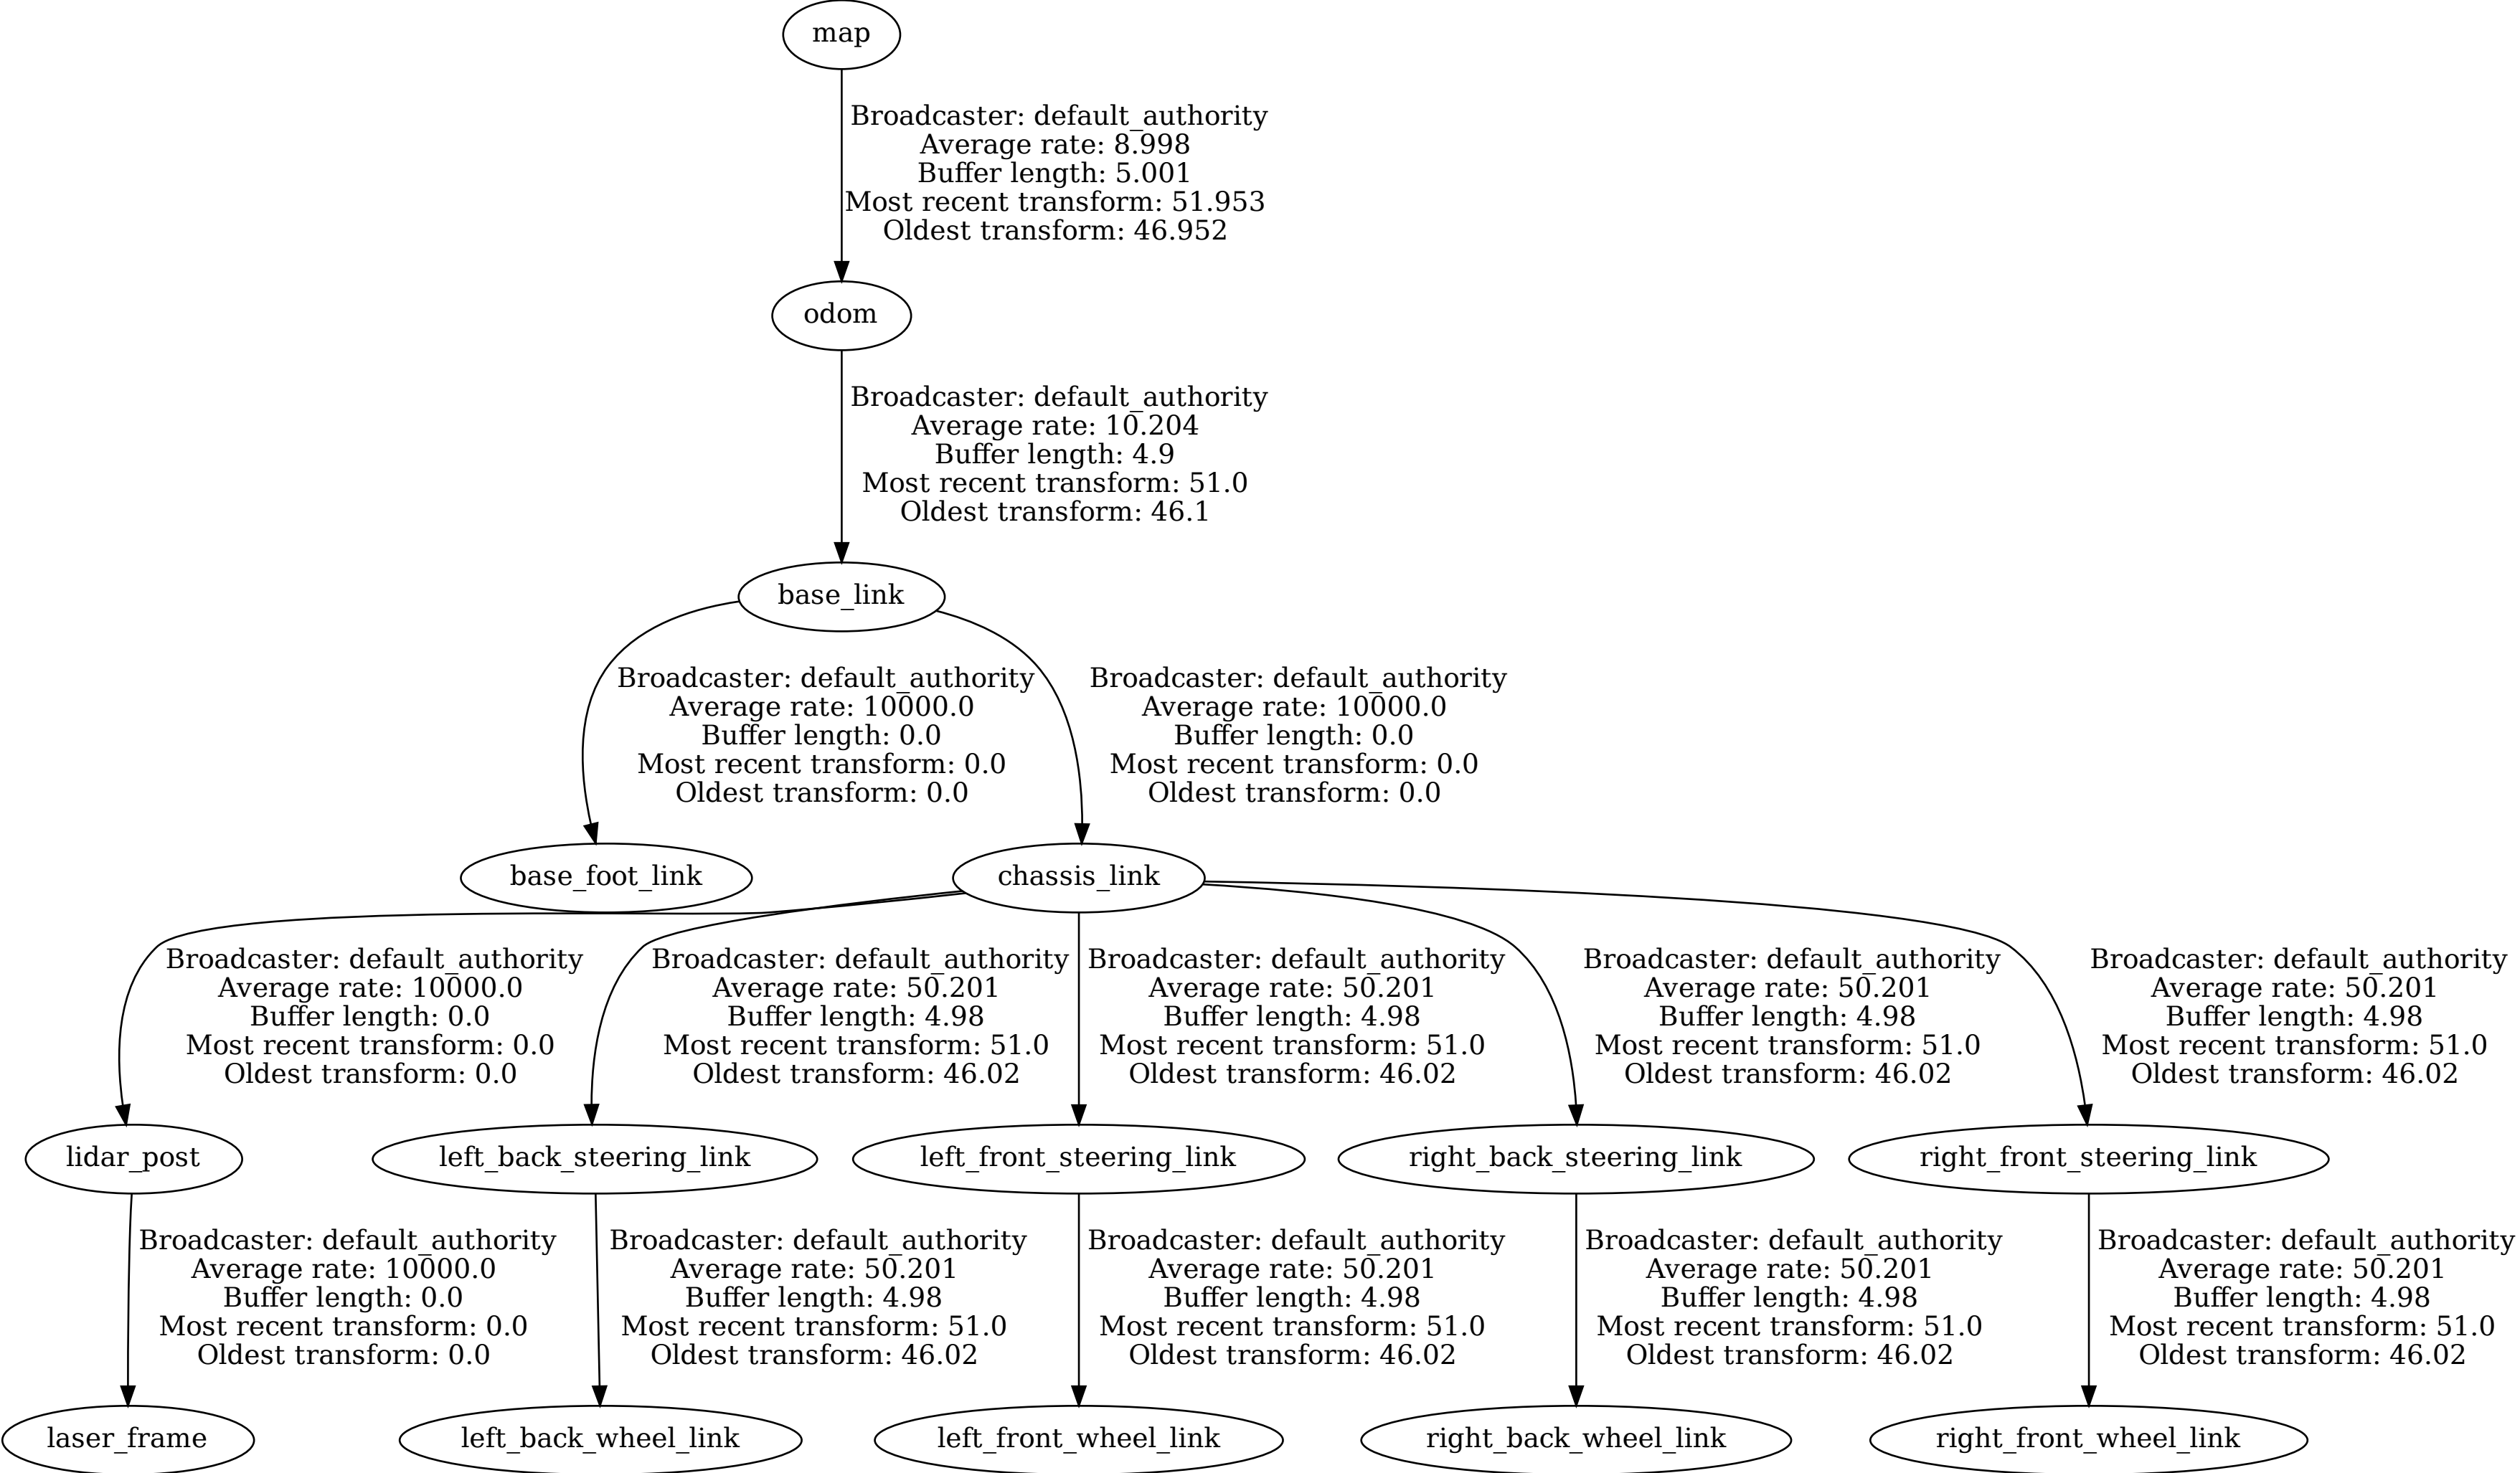 map
Broadcaster: default_authority
Average rate: 8.998
Buffer length: 5.001
Most recent transform: 51.953
Oldest transform: 46.952
odom
Broadcaster: default_authority
Average rate: 10.204
Buffer length: 4.9
Most recent transform: 51.0
Oldest transform: 46.1
base_link
Broadcaster: default_authority
Average rate: 10000.0
Buffer length: 0.0
Most recent transform: 0.0
Oldest transform: 0.0
Broadcaster: default_authority
Average rate: 10000.0
Buffer length: 0.0
Most recent transform: 0.0
Oldest transform: 0.0
base_foot_link
chassis_link
Broadcaster: default_authority
Average rate: 10000.0
Buffer length: 0.0
Most recent transform: 0.0
Oldest transform: 0.0
Broadcaster: default_authority
Average rate: 50.201
Buffer length: 4.98
Most recent transform: 51.0
Oldest transform: 46.02
Broadcaster: default_authority
Average rate: 50.201
Buffer length: 4.98
Most recent transform: 51.0
Oldest transform: 46.02
Broadcaster: default_authority
Average rate: 50.201
Buffer length: 4.98
Most recent transform: 51.0
Oldest transform: 46.02
Broadcaster: default_authority
Average rate: 50.201
Buffer length: 4.98
Most recent transform: 51.0
Oldest transform: 46.02
lidar_post
left_back_steering_link
left_front_steering_link
right_back_steering_link
right_front_steering_link
Broadcaster: default_authority
Average rate: 10000.0
Buffer length: 0.0
Most recent transform: 0.0
Oldest transform: 0.0
Broadcaster: default_authority
Average rate: 50.201
Buffer length: 4.98
Most recent transform: 51.0
Oldest transform: 46.02
Broadcaster: default_authority
Average rate: 50.201
Buffer length: 4.98
Most recent transform: 51.0
Oldest transform: 46.02
Broadcaster: default_authority
Average rate: 50.201
Buffer length: 4.98
Most recent transform: 51.0
Oldest transform: 46.02
Broadcaster: default_authority
Average rate: 50.201
Buffer length: 4.98
Most recent transform: 51.0
Oldest transform: 46.02
laser_frame
left_back_wheel_link
left_front_wheel_link
right_back_wheel_link
right_front_wheel_link